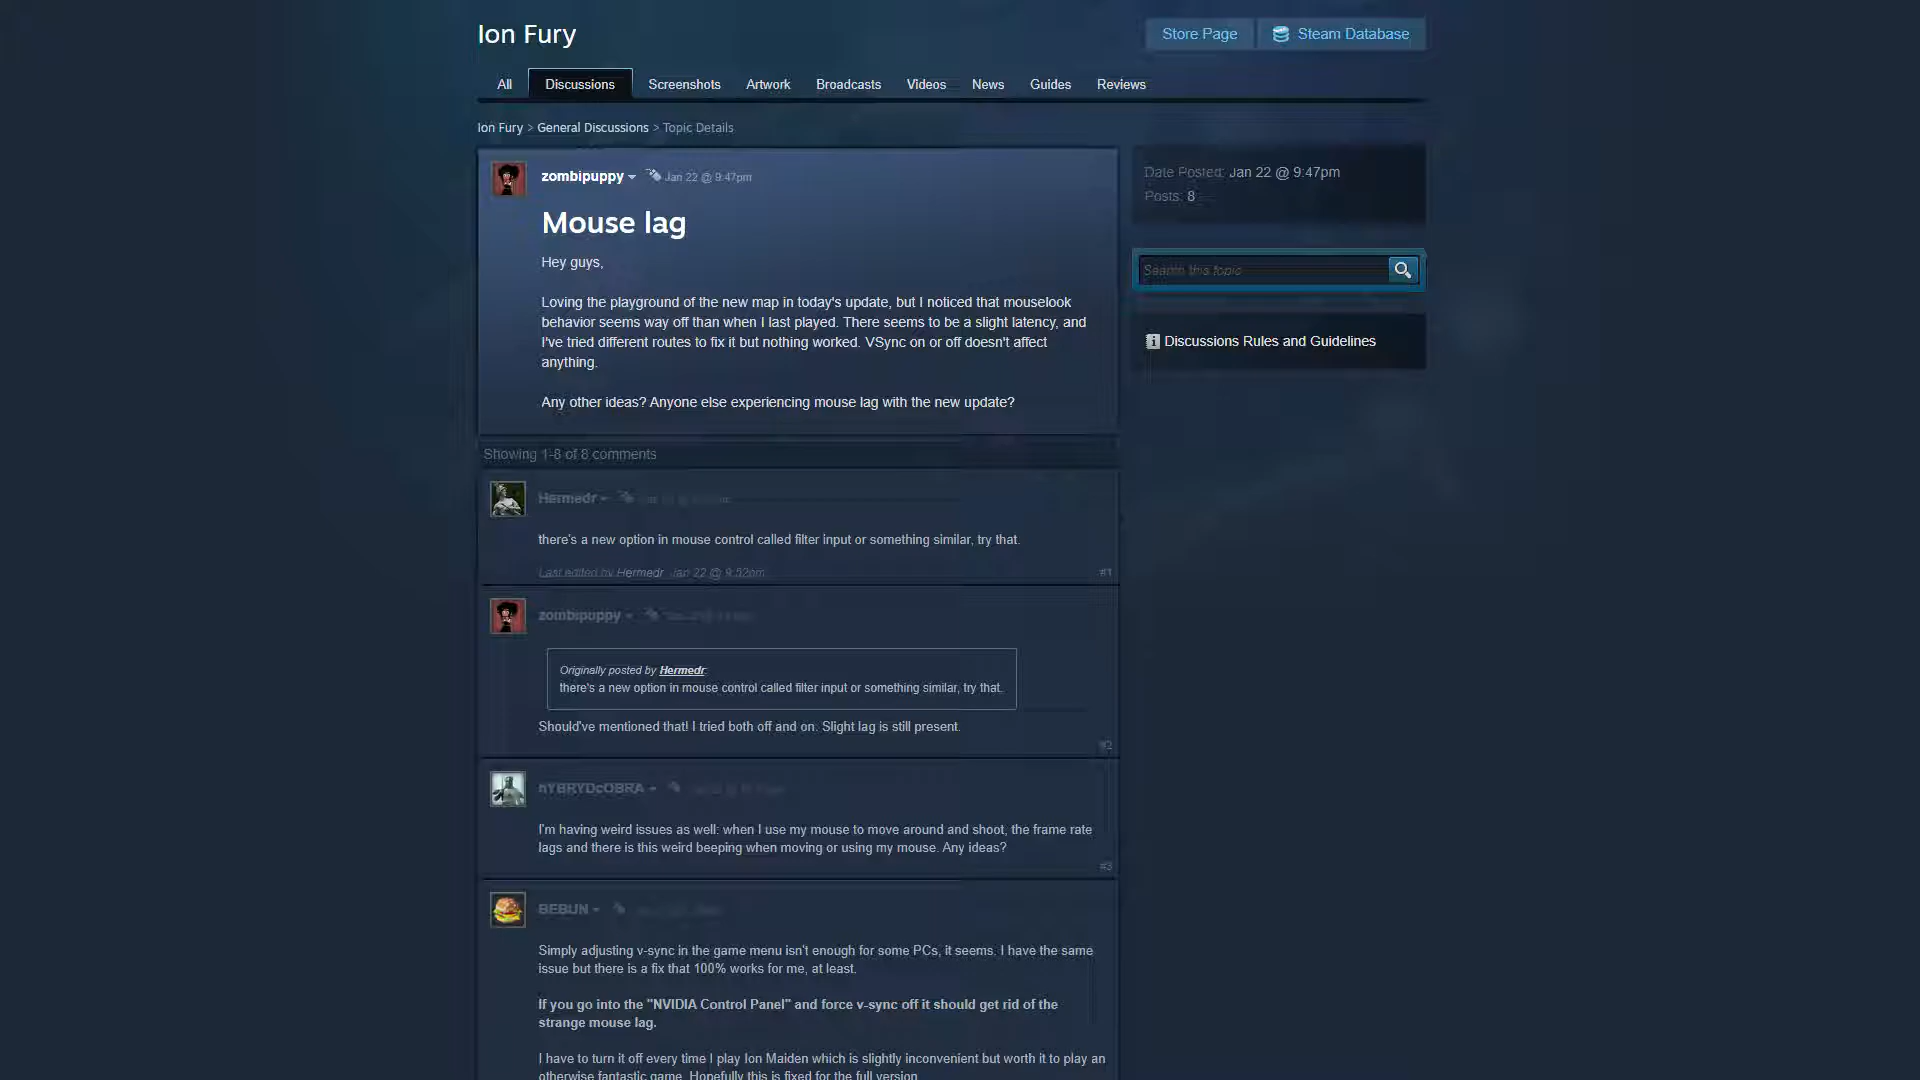 Ion Fury
Store Page
Steam Database
All Discussions Screenshots Artwork Broadcasts Videos News Guides Reviews
Ion Fury > General Discussions > Topic Details
zombipuppy Jan 22 @ 9:47pm
Mouse lag
Hey guys,
Loving the playground of the new map in today's update, but I noticed that mouselook
behavior seems way off than when I last played. There seems to be a slight latency, and
I've tried different routes to fix it but nothing worked. VSync on or off doesn't affect
anything.
Any other ideas? Anyone else experiencing mouse lag with the new update?
Date Posted: Jan 22 @ 9:47pm
Posts: 8
Search this topic
Discussions Rules and Guidelines
Showing 1-8 of 8 comments
Hermedr
there's a new option in mouse control called filter input or something similar, try that.
Last edited by Hermedr Jan 22 @ 9:52pm
#1
zombipuppy
Originally posted by Hermedr:
there's a new option in mouse control called filter input or something similar, try that.
Should've mentioned that! I tried both off and on. Slight lag is still present.
#2
hYBRYDcOBRA
I'm having weird issues as well: when I use my mouse to move around and shoot, the frame rate
lags and there is this weird beeping when moving or using my mouse. Any ideas?
#3
BEBUN
Simply adjusting v-sync in the game menu isn't enough for some PCs, it seems. I have the same
issue but there is a fix that 100% works for me, at least.
If you go into the "NVIDIA Control Panel" and force v-sync off it should get rid of the
strange mouse lag.
I have to turn it off every time I play Ion Maiden which is slightly inconvenient but worth it to play an
otherwise fantastic game. Hopefully this is fixed for the full version.